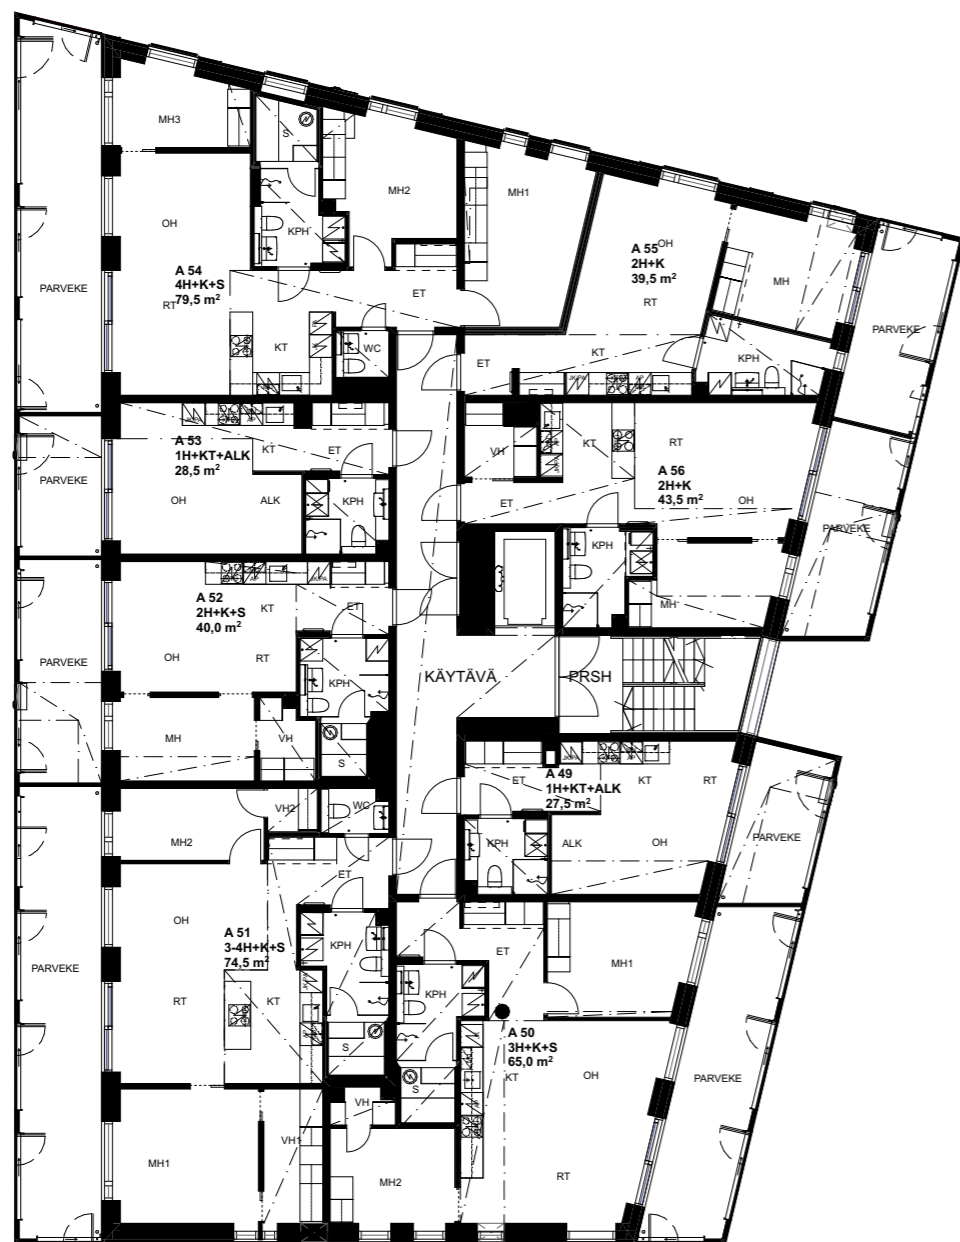 MH3
S
MH2
MH1
OH
KPH
A 54
4H+K+S
79,5 m²
PARVEKE
RT
ET
KT
WC
A 55
2H+K
39,5 m²
OH
RT
MH
PARVEKE
ET
KT
KPH
A 53
1H+KT+ALK
28,5 m²
KT
ET
PARVEKE
OH
ALK
KPH
VH
KT
RT
A 56
2H+K
43,5 m²
ET
OH
PARVEKE
KPH
MH
A 52
2H+K+S
40,0 m²
KT
ET
PARVEKE
OH
RT
KPH
MH
VH
S
KÄYTÄVÄ
PRSH
A 49
1H+KT+ALK
27,5 m²
ET
KT
RT
KPH
ALK
OH
PARVEKE
VH2
WC
MH2
ET
OH
A 51
3-4H+K+S
74,5 m²
KPH
PARVEKE
RT
KT
S
VH
MH1
VH1
MH2
ET
MH1
KPH
A 50
3H+K+S
65,0 m²
KT
OH
PARVEKE
S
RT